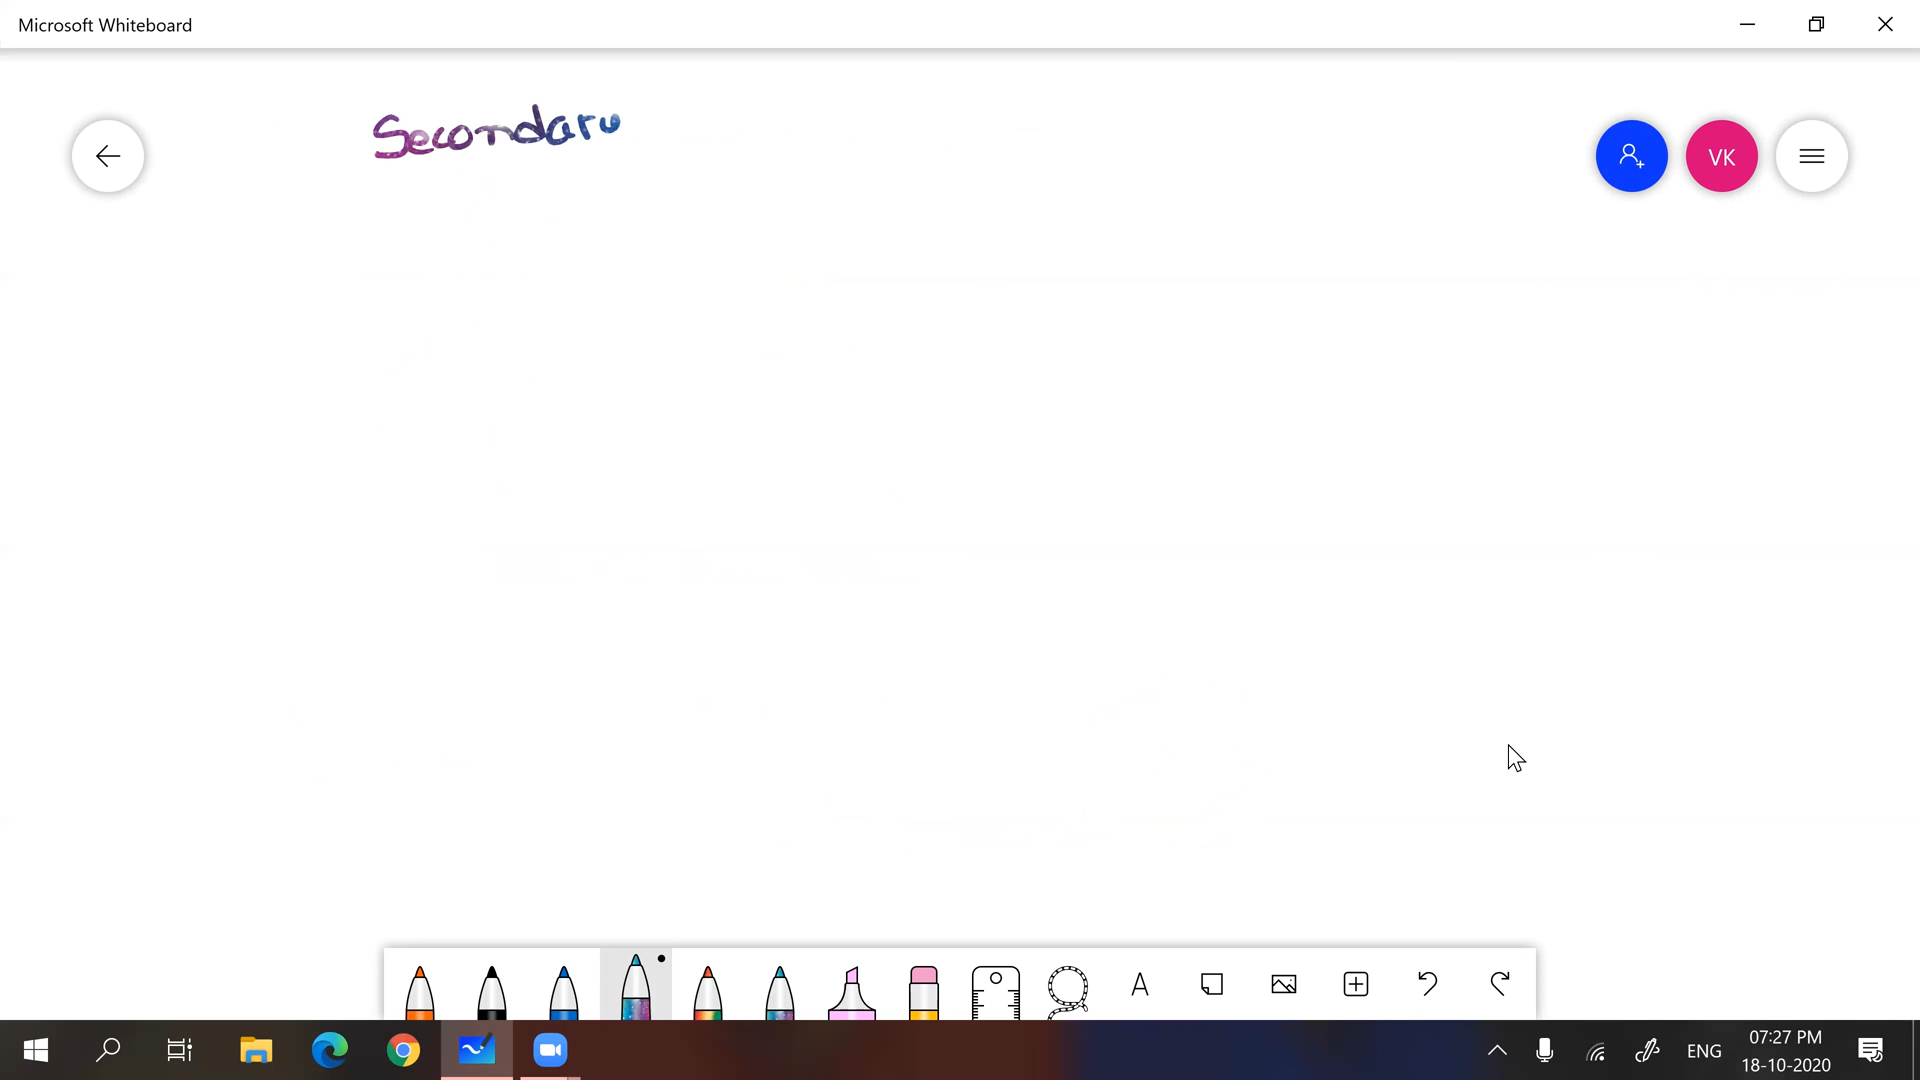 Microsoft Whiteboard
Secondaru
VK
A
ENG
07:27 PM
18-10-2020